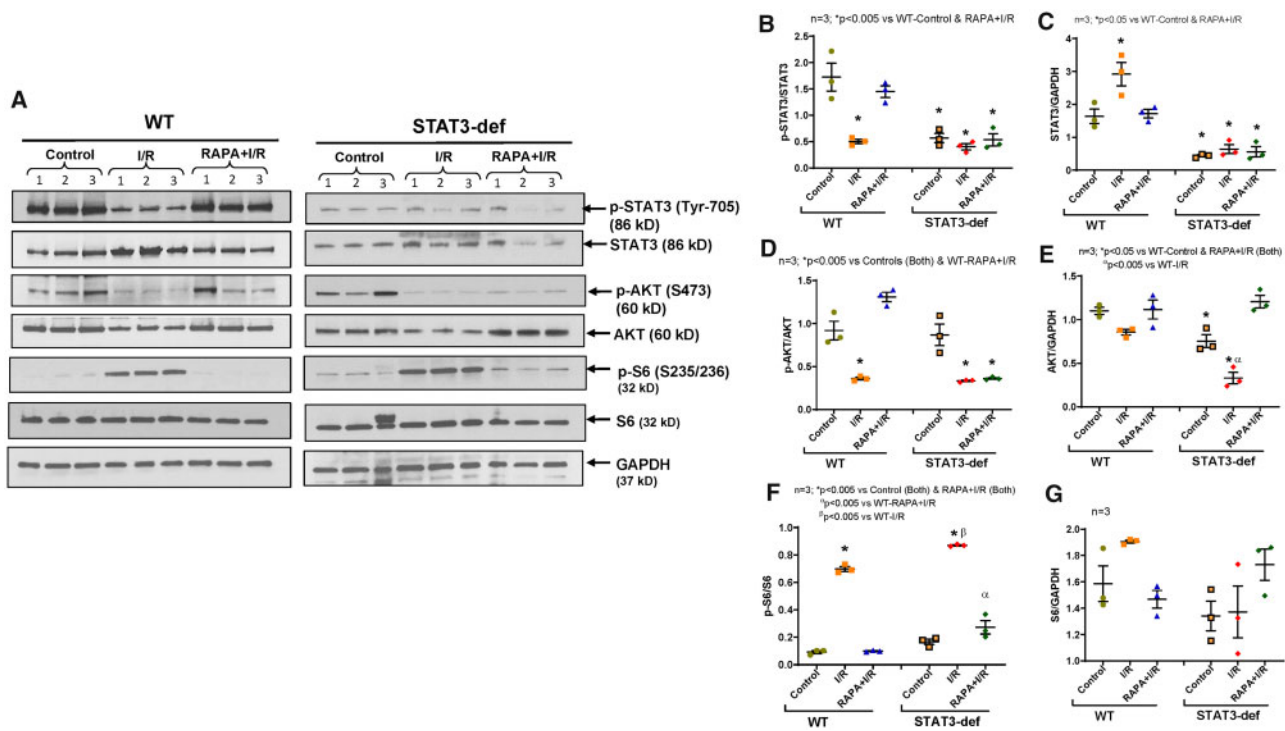 A
WT
Control
I/R
RAPA+I/R
1 2 3 1 2 3 1 2 3
STAT3-def
Control
I/R
RAPA+I/R
1 2 3 1 2 3 1 2 3
p-STAT3 (Tyr-705)
(86 kD)
STAT3 (86 kD)
p-AKT (S473)
(60 kD)
AKT (60 kD)
p-S6 (S235/236)
(32 kD)
S6 (32 kD)
GAPDH
(37 kD)
B
n=3; *p<0.005 vs WT-Control & RAPA+I/R
p-STAT3/STAT3
2.5
2.0
1.5
1.0
0.5
0.0
* * * *
Control
I/R
RAPA+I/R
Control
I/R
RAPA+I/R
WT
STAT3-def
C
n=3; *p<0.05 vs WT-Control & RAPA+I/R
STAT3/GAPDH
4
3
2
1
0
* * * *
Control
I/R
RAPA+I/R
Control
I/R
RAPA+I/R
WT
STAT3-def
D
n=3; *p<0.005 vs Controls (Both) & WT-RAPA+I/R
p-AKT/AKT
1.5
1.0
0.5
0.0
* * *
Control
I/R
RAPA+I/R
Control
I/R
RAPA+I/R
WT
STAT3-def
E
n=3; *p<0.05 vs WT-Control & RAPA+I/R (Both)
αp<0.005 vs WT-I/R
AKT/GAPDH
1.5
1.0
0.5
0.0
*
* α
Control
I/R
RAPA+I/R
Control
I/R
RAPA+I/R
WT
STAT3-def
F
n=3; *p<0.005 vs Control (Both) & RAPA+I/R (Both)
αp<0.005 vs WT-RAPA+I/R
βp<0.005 vs WT-I/R
p-S6/S6
1.0
0.8
0.6
0.4
0.2
0.0
*
* β
α
Control
I/R
RAPA+I/R
Control
I/R
RAPA+I/R
WT
STAT3-def
G
n=3
S6/GAPDH
2.0
1.8
1.6
1.4
1.2
1.0
Control
I/R
RAPA+I/R
Control
I/R
RAPA+I/R
WT
STAT3-def